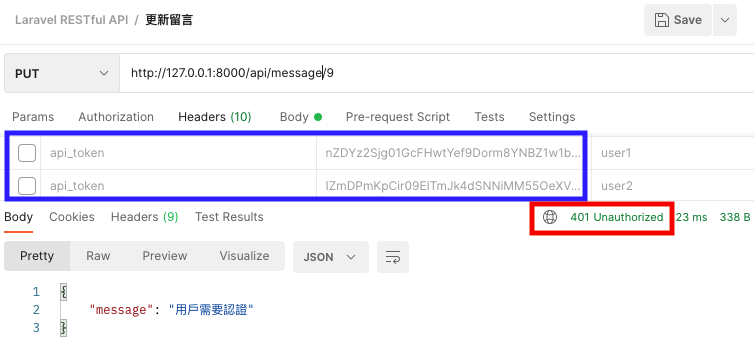 Laravel RESTful API / 更新留言
Save
PUT http://127.0.0.1:8000/api/message/9
Params Authorization Headers (10) Body Pre-request Script Tests Settings
api_token nZDYz2Sjg01GcFHwtYef9Dorm8YNBZ1w1b... user1
api_token IZmDPmKpCir09ElTmJk4dSNNiMM55OeXV... user2
Body Cookies Headers (9) Test Results 401 Unauthorized 23 ms 338 B
Pretty Raw Preview Visualize JSON
1 {
2 "message": "用戶需要認證"
3 }